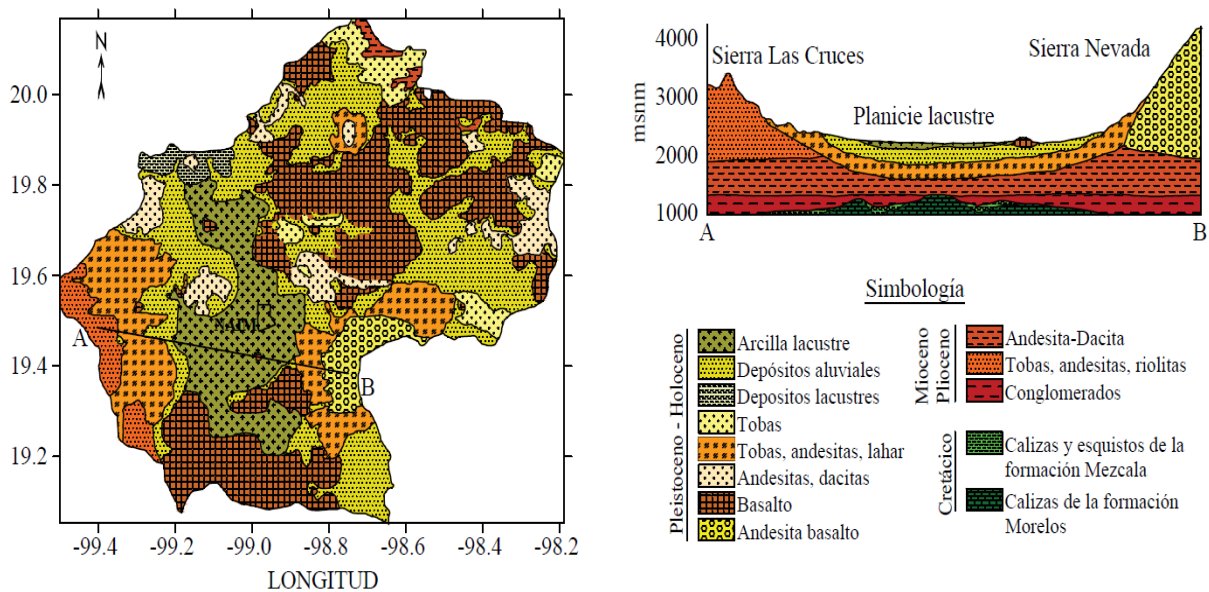 N
20.0
19.8
19.6
19.4
19.2
A
B
NAIM
-99.4 -99.2 -99.0 -98.8 -98.6 -98.4 -98.2
LONGITUD
4000
3000
2000
1000
msnm
Sierra Las Cruces
Sierra Nevada
Planicie lacustre
A
B
Simbología
Pleistoceno - Holoceno
Arcilla lacustre
Depósitos aluviales
Depositos lacustres
Tobas
Tobas, andesitas, lahar
Andesitas, dacitas
Basalto
Andesita basalto
Mioceno
Plioceno
Andesita-Dacita
Tobas, andesitas, riolitas
Conglomerados
Cretácico
Calizas y esquistos de la
formación Mezcala
Calizas de la formación
Morelos